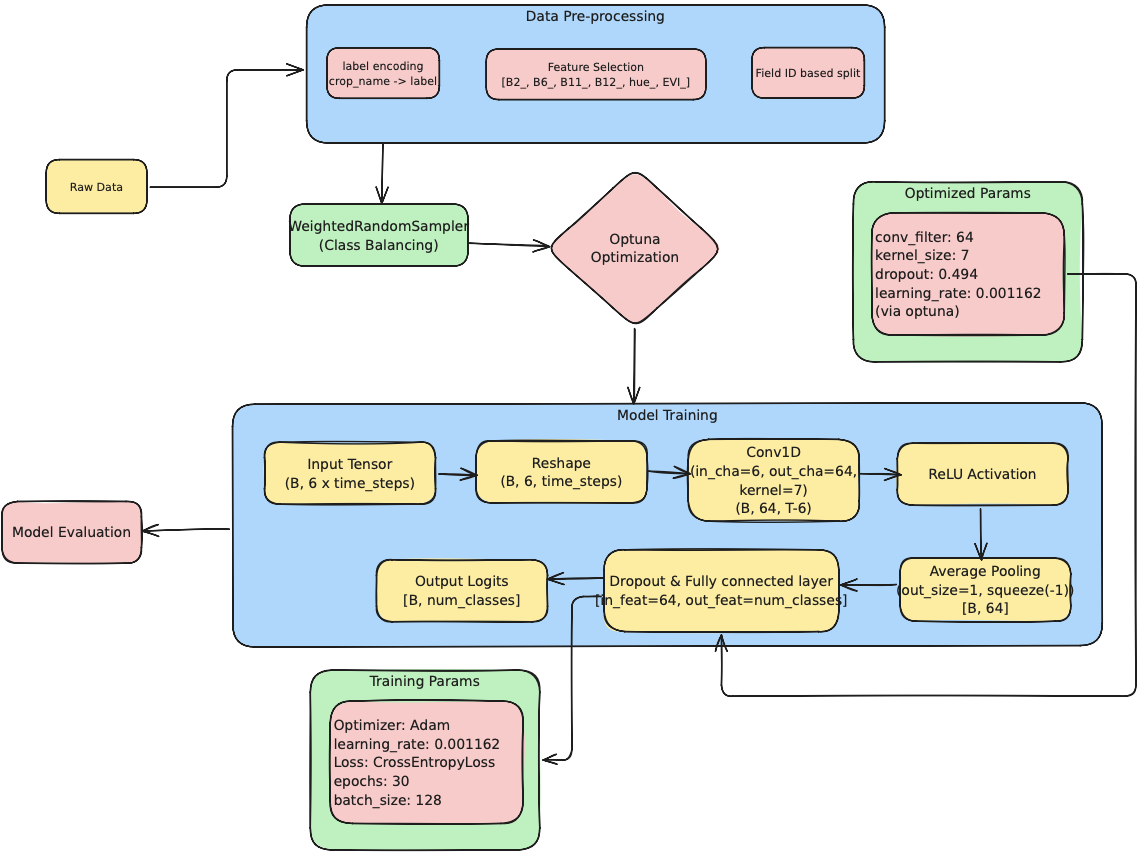 Data Pre-processing
label encoding
crop_name -> label
Feature Selection
[B2_, B6_, B11_, B12_, hue_, EVI_]
Field ID based split
Raw Data
WeightedRandomSampler
(Class Balancing)
Optuna
Optimization
Optimized Params
conv_filter: 64
kernel_size: 7
dropout: 0.494
learning_rate: 0.001162
(via optuna)
Model Training
Input Tensor
(B, 6 x time_steps)
Reshape
(B, 6, time_steps)
Conv1D
(in_cha=6, out_cha=64,
kernel=7)
(B, 64, T-6)
ReLU Activation
Model Evaluation
Output Logits
[B, num_classes]
Dropout & Fully connected layer
[in_feat=64, out_feat=num_classes]
Average Pooling
(out_size=1, squeeze(-1))
[B, 64]
Training Params
Optimizer: Adam
learning_rate: 0.001162
Loss: CrossEntropyLoss
epochs: 30
batch_size: 128